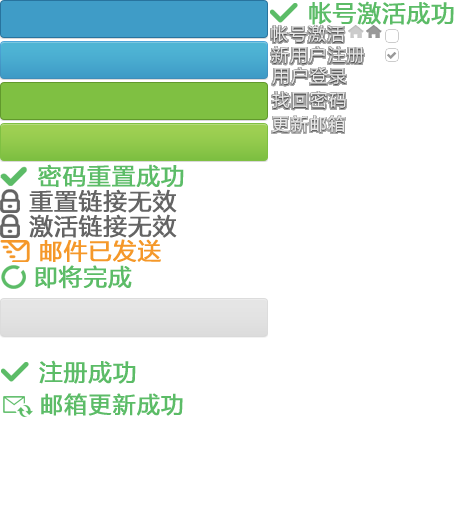 帐号激活成功
帐号激活
新用户注册
用户登录
找回密码
更新邮箱
密码重置成功
重置链接无效
激活链接无效
邮件已发送
即将完成
注册成功
邮箱更新成功